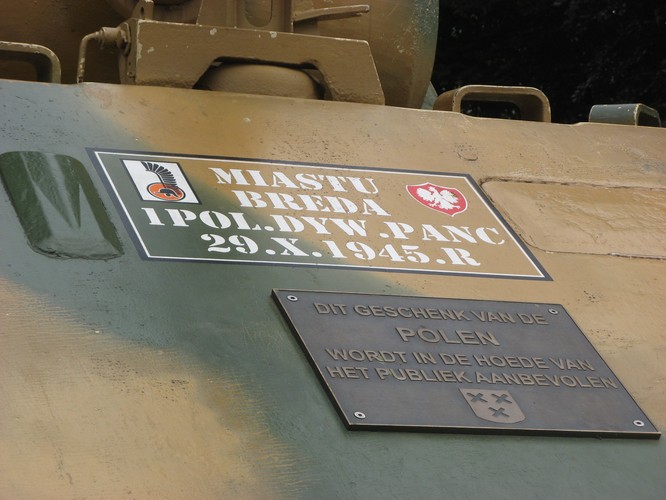 MIASTU
BREDA
1POL.DYW.PANC
29.X.1945.R
DIT GESCHENK VAN DE
POLEN
WORDT IN DE HOEDE VAN
HET PUBLIEK AANBEVOLEN